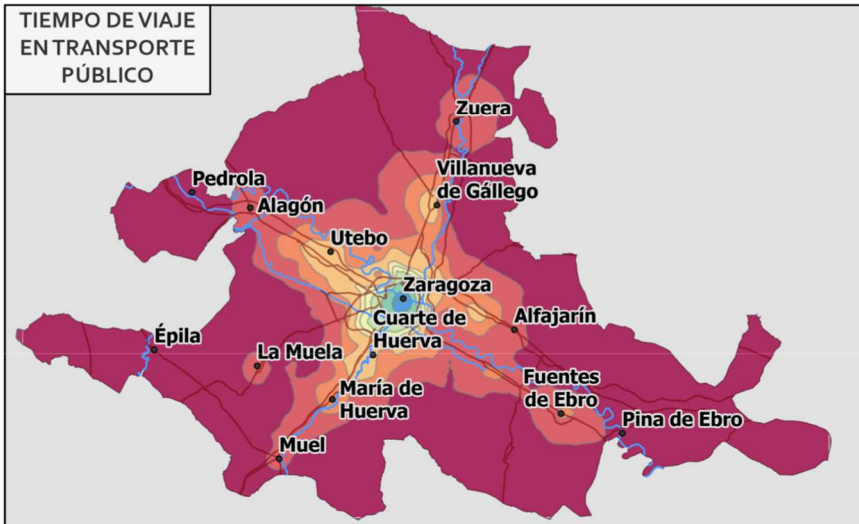 TIEMPO DE VIAJE
EN TRANSPORTE
PÚBLICO
Zuera
Pedrola
Villanueva
de Gállego
Alagón
Utebo
Zaragoza
Cuarte de
Huerva
Alfajarín
Épila
La Muela
María de
Huerva
Fuentes
de Ebro
Pina de Ebro
Muel